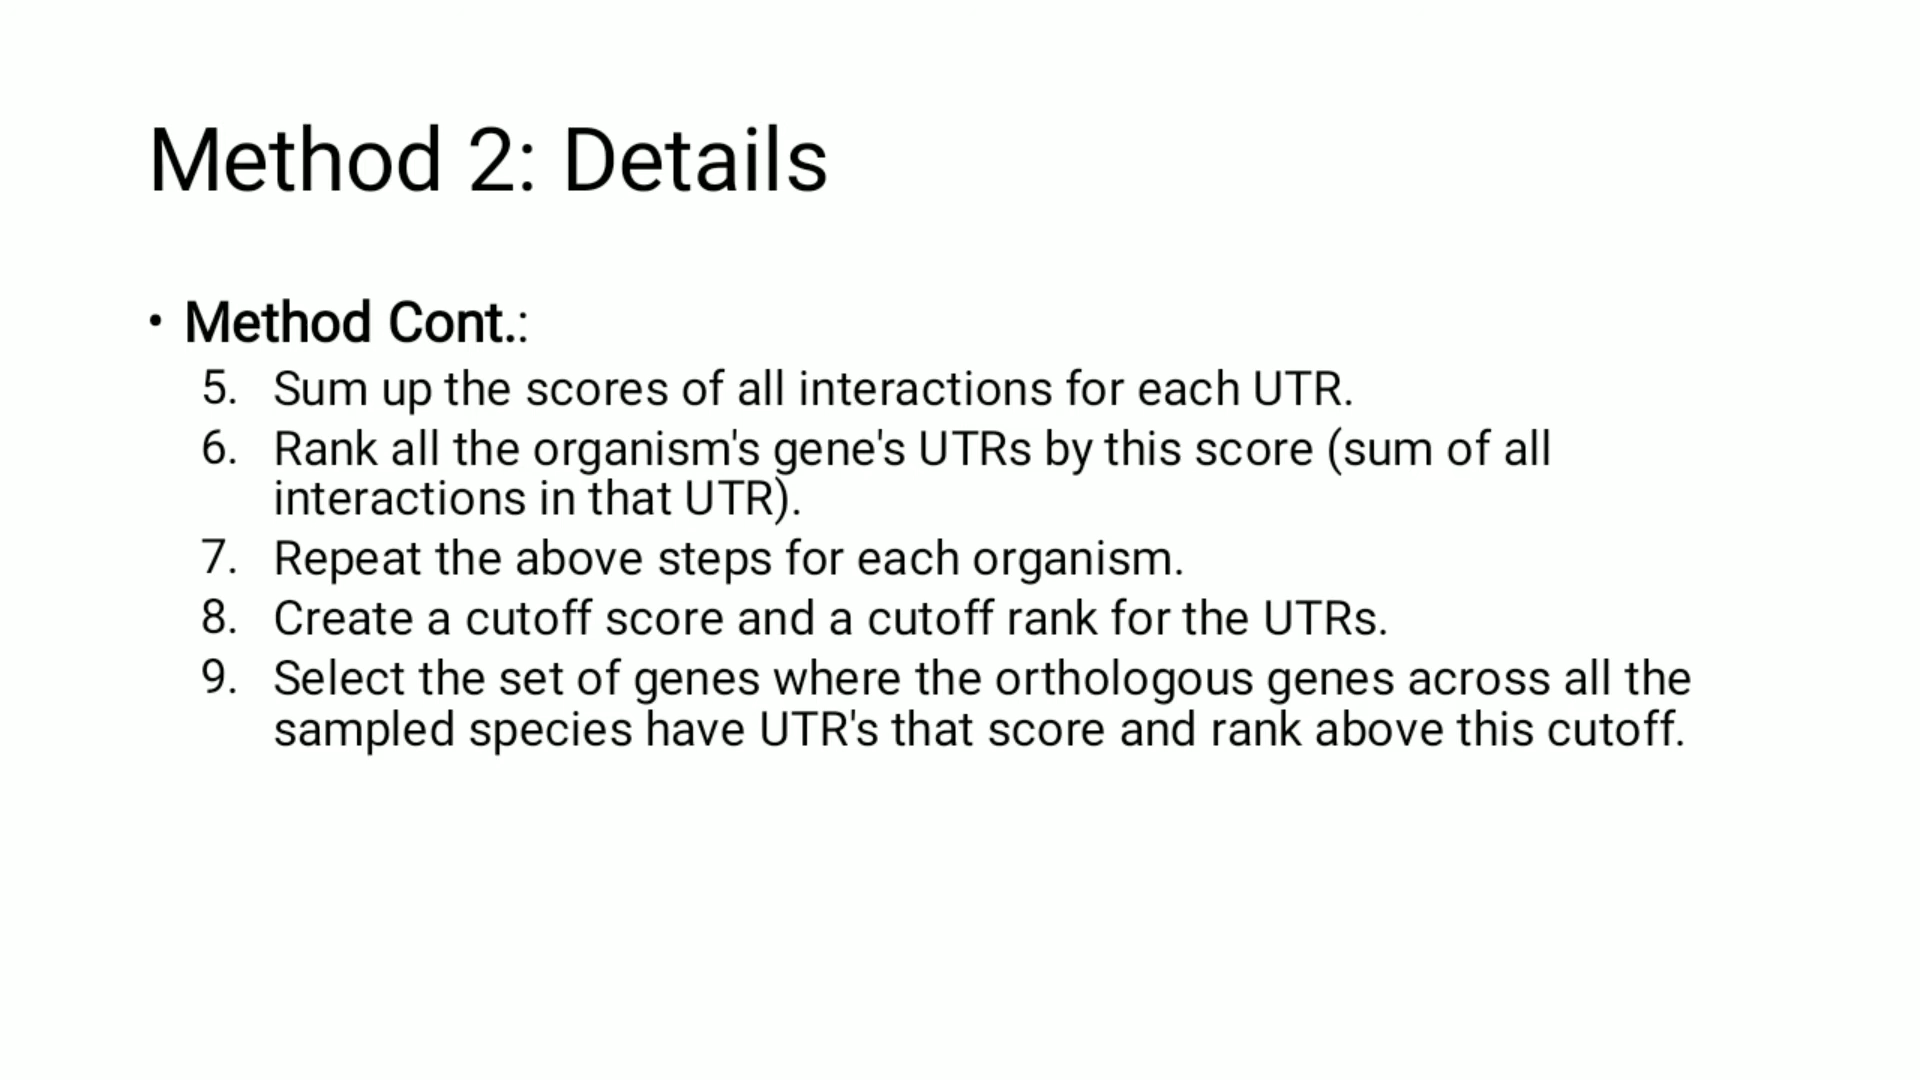 Method 2: Details
• Method Cont.:
5. Sum up the scores of all interactions for each UTR.
6. Rank all the organism's gene's UTRs by this score (sum of all
interactions in that UTR).
7. Repeat the above steps for each organism.
8. Create a cutoff score and a cutoff rank for the UTRs.
9. Select the set of genes where the orthologous genes across all the
sampled species have UTR's that score and rank above this cutoff.